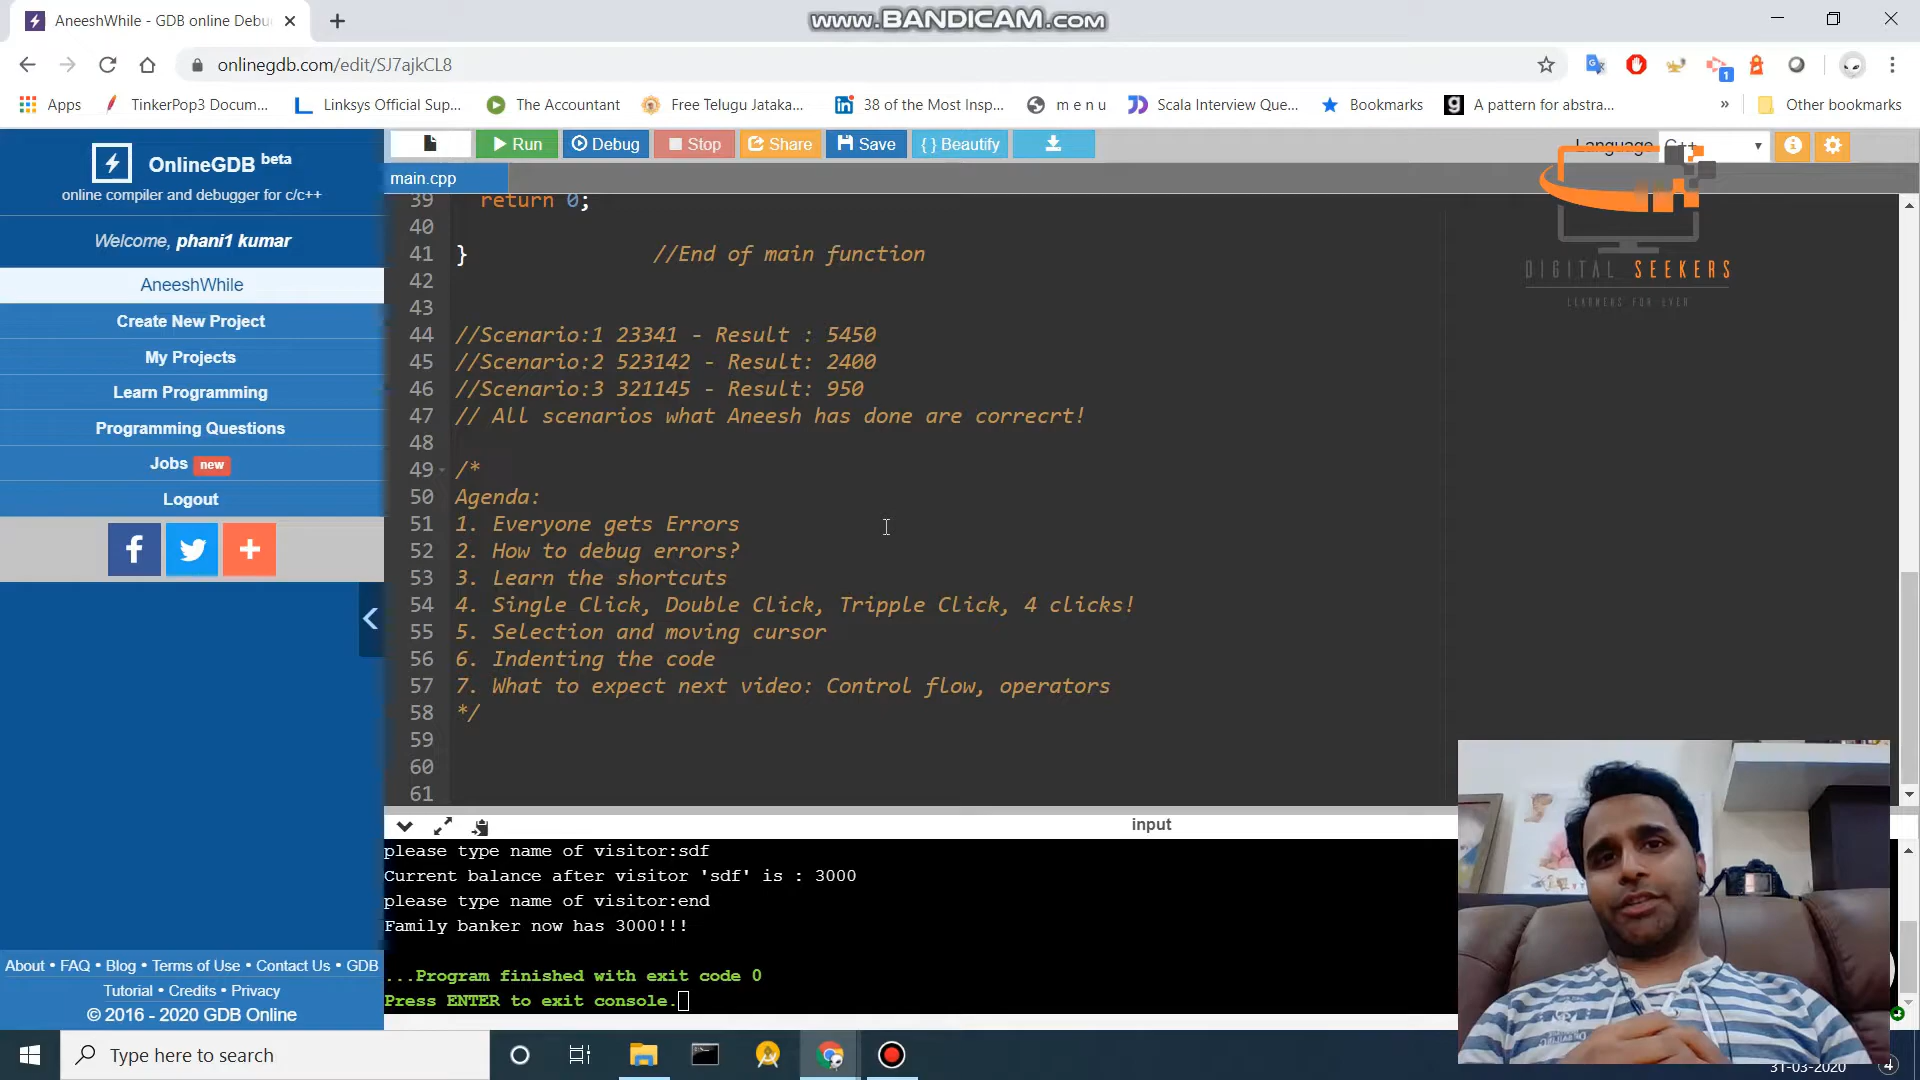 AneeshWhile - GDB online Debu
www.BANDICAM.com
onlinegdb.com/edit/SJ7ajkCL8
1
Apps
TinkerPop3 Docum...
Linksys Official Sup...
The Accountant
Free Telugu Jataka...
38 of the Most Insp...
m e n u
Scala Interview Que...
Bookmarks
A pattern for abstra...
»
Other bookmarks
OnlineGDB beta
online compiler and debugger for c/c++
Welcome, phani1 kumar
AneeshWhile
Create New Project
My Projects
Learn Programming
Programming Questions
Jobs new
Logout
About • FAQ • Blog • Terms of Use • Contact Us • GDB
Tutorial • Credits • Privacy
© 2016 - 2020 GDB Online
Run
Debug
Stop
Share
Save
{ } Beautify
Language
C++
main.cpp
DIGITAL SEEKERS
LEARNERS FOR EVER
39 return 0;
40
41 } //End of main function
42
43
44 //Scenario:1 23341 - Result : 5450
45 //Scenario:2 523142 - Result: 2400
46 //Scenario:3 321145 - Result: 950
47 // All scenarios what Aneesh has done are correcrt!
48
49 /*
50 Agenda:
51 1. Everyone gets Errors
52 2. How to debug errors?
53 3. Learn the shortcuts
54 4. Single Click, Double Click, Tripple Click, 4 clicks!
55 5. Selection and moving cursor
56 6. Indenting the code
57 7. What to expect next video: Control flow, operators
58 */
59
60
61
input
please type name of visitor:sdf
Current balance after visitor 'sdf' is : 3000
please type name of visitor:end
Family banker now has 3000!!!
...Program finished with exit code 0
Press ENTER to exit console.
Type here to search
31-03-2020
4